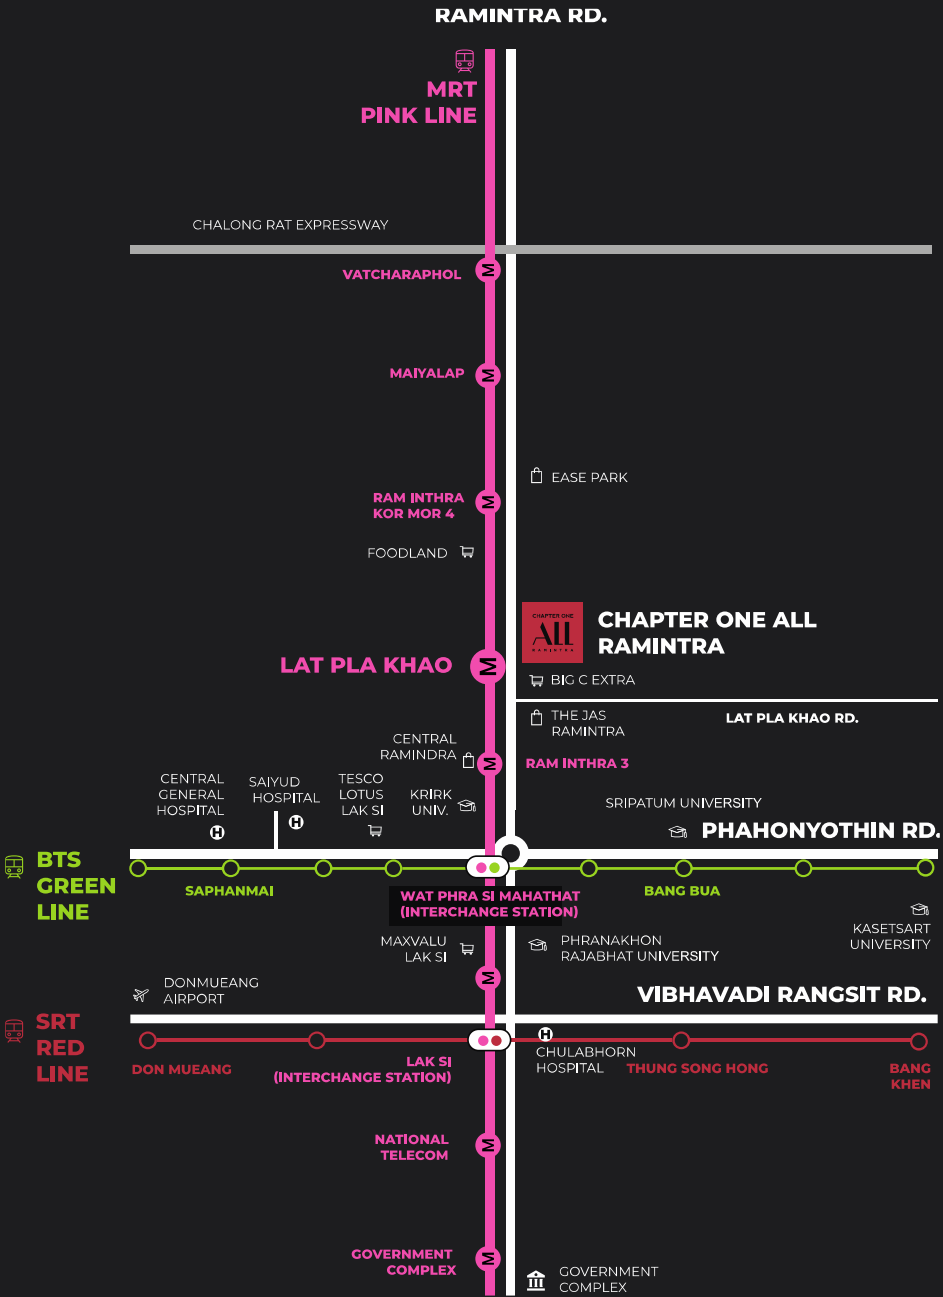 RAMINTRA RD.
MRT
PINK LINE
CHALONG RAT EXPRESSWAY
VATCHARAPHOL
M
MAIYALAP
M
EASE PARK
RAM INTHRA
KOR MOR 4
M
FOODLAND
CHAPTER ONE
ALL
RAMINTRA
CHAPTER ONE ALL
RAMINTRA
LAT PLA KHAO
M
BIG C EXTRA
THE JAS
RAMINTRA
LAT PLA KHAO RD.
CENTRAL
RAMINDRA
M
RAM INTHRA 3
CENTRAL
GENERAL
HOSPITAL
H
SAIYUD
HOSPITAL
H
TESCO
LOTUS
LAK SI
KRIRK
UNIV.
SRIPATUM UNIVERSITY
PHAHONYOTHIN RD.
BTS
GREEN
LINE
SAPHANMAI
WAT PHRA SI MAHATHAT
(INTERCHANGE STATION)
BANG BUA
KASETSART
UNIVERSITY
MAXVALU
LAK SI
PHRANAKHON
RAJABHAT UNIVERSITY
M
DONMUEANG
AIRPORT
VIBHAVADI RANGSIT RD.
SRT
RED
LINE
DON MUEANG
LAK SI
(INTERCHANGE STATION)
H
CHULABHORN
HOSPITAL
THUNG SONG HONG
BANG
KHEN
NATIONAL
TELECOM
M
GOVERNMENT
COMPLEX
M
GOVERNMENT
COMPLEX